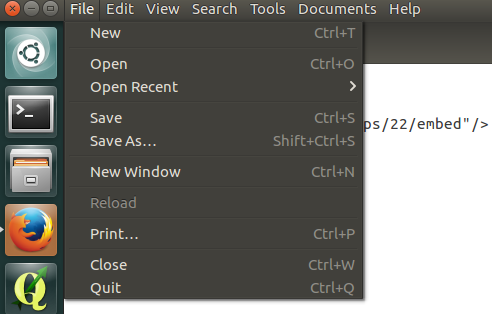 File Edit View Search Tools Documents Help
New Ctrl+T
Open Ctrl+O
Open Recent
ps/22/embed"/>
Save Ctrl+S
Save As... Shift+Ctrl+S
New Window Ctrl+N
Reload
Print... Ctrl+P
Close Ctrl+W
Quit Ctrl+Q